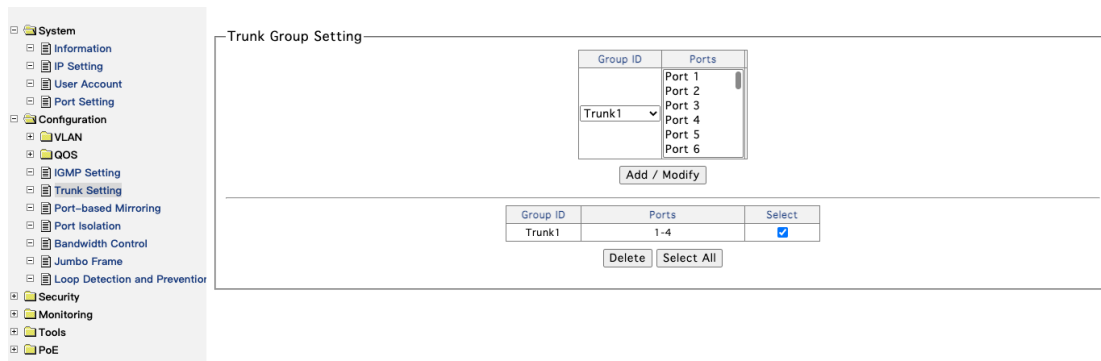 System
Information
IP Setting
User Account
Port Setting
Configuration
VLAN
QOS
IGMP Setting
Trunk Setting
Port-based Mirroring
Port Isolation
Bandwidth Control
Jumbo Frame
Loop Detection and Prevention
Security
Monitoring
Tools
PoE
Trunk Group Setting
Group ID Ports
Trunk1
Port 1
Port 2
Port 3
Port 4
Port 5
Port 6
Add / Modify
Group ID Ports Select
Trunk1 1-4
Delete Select All